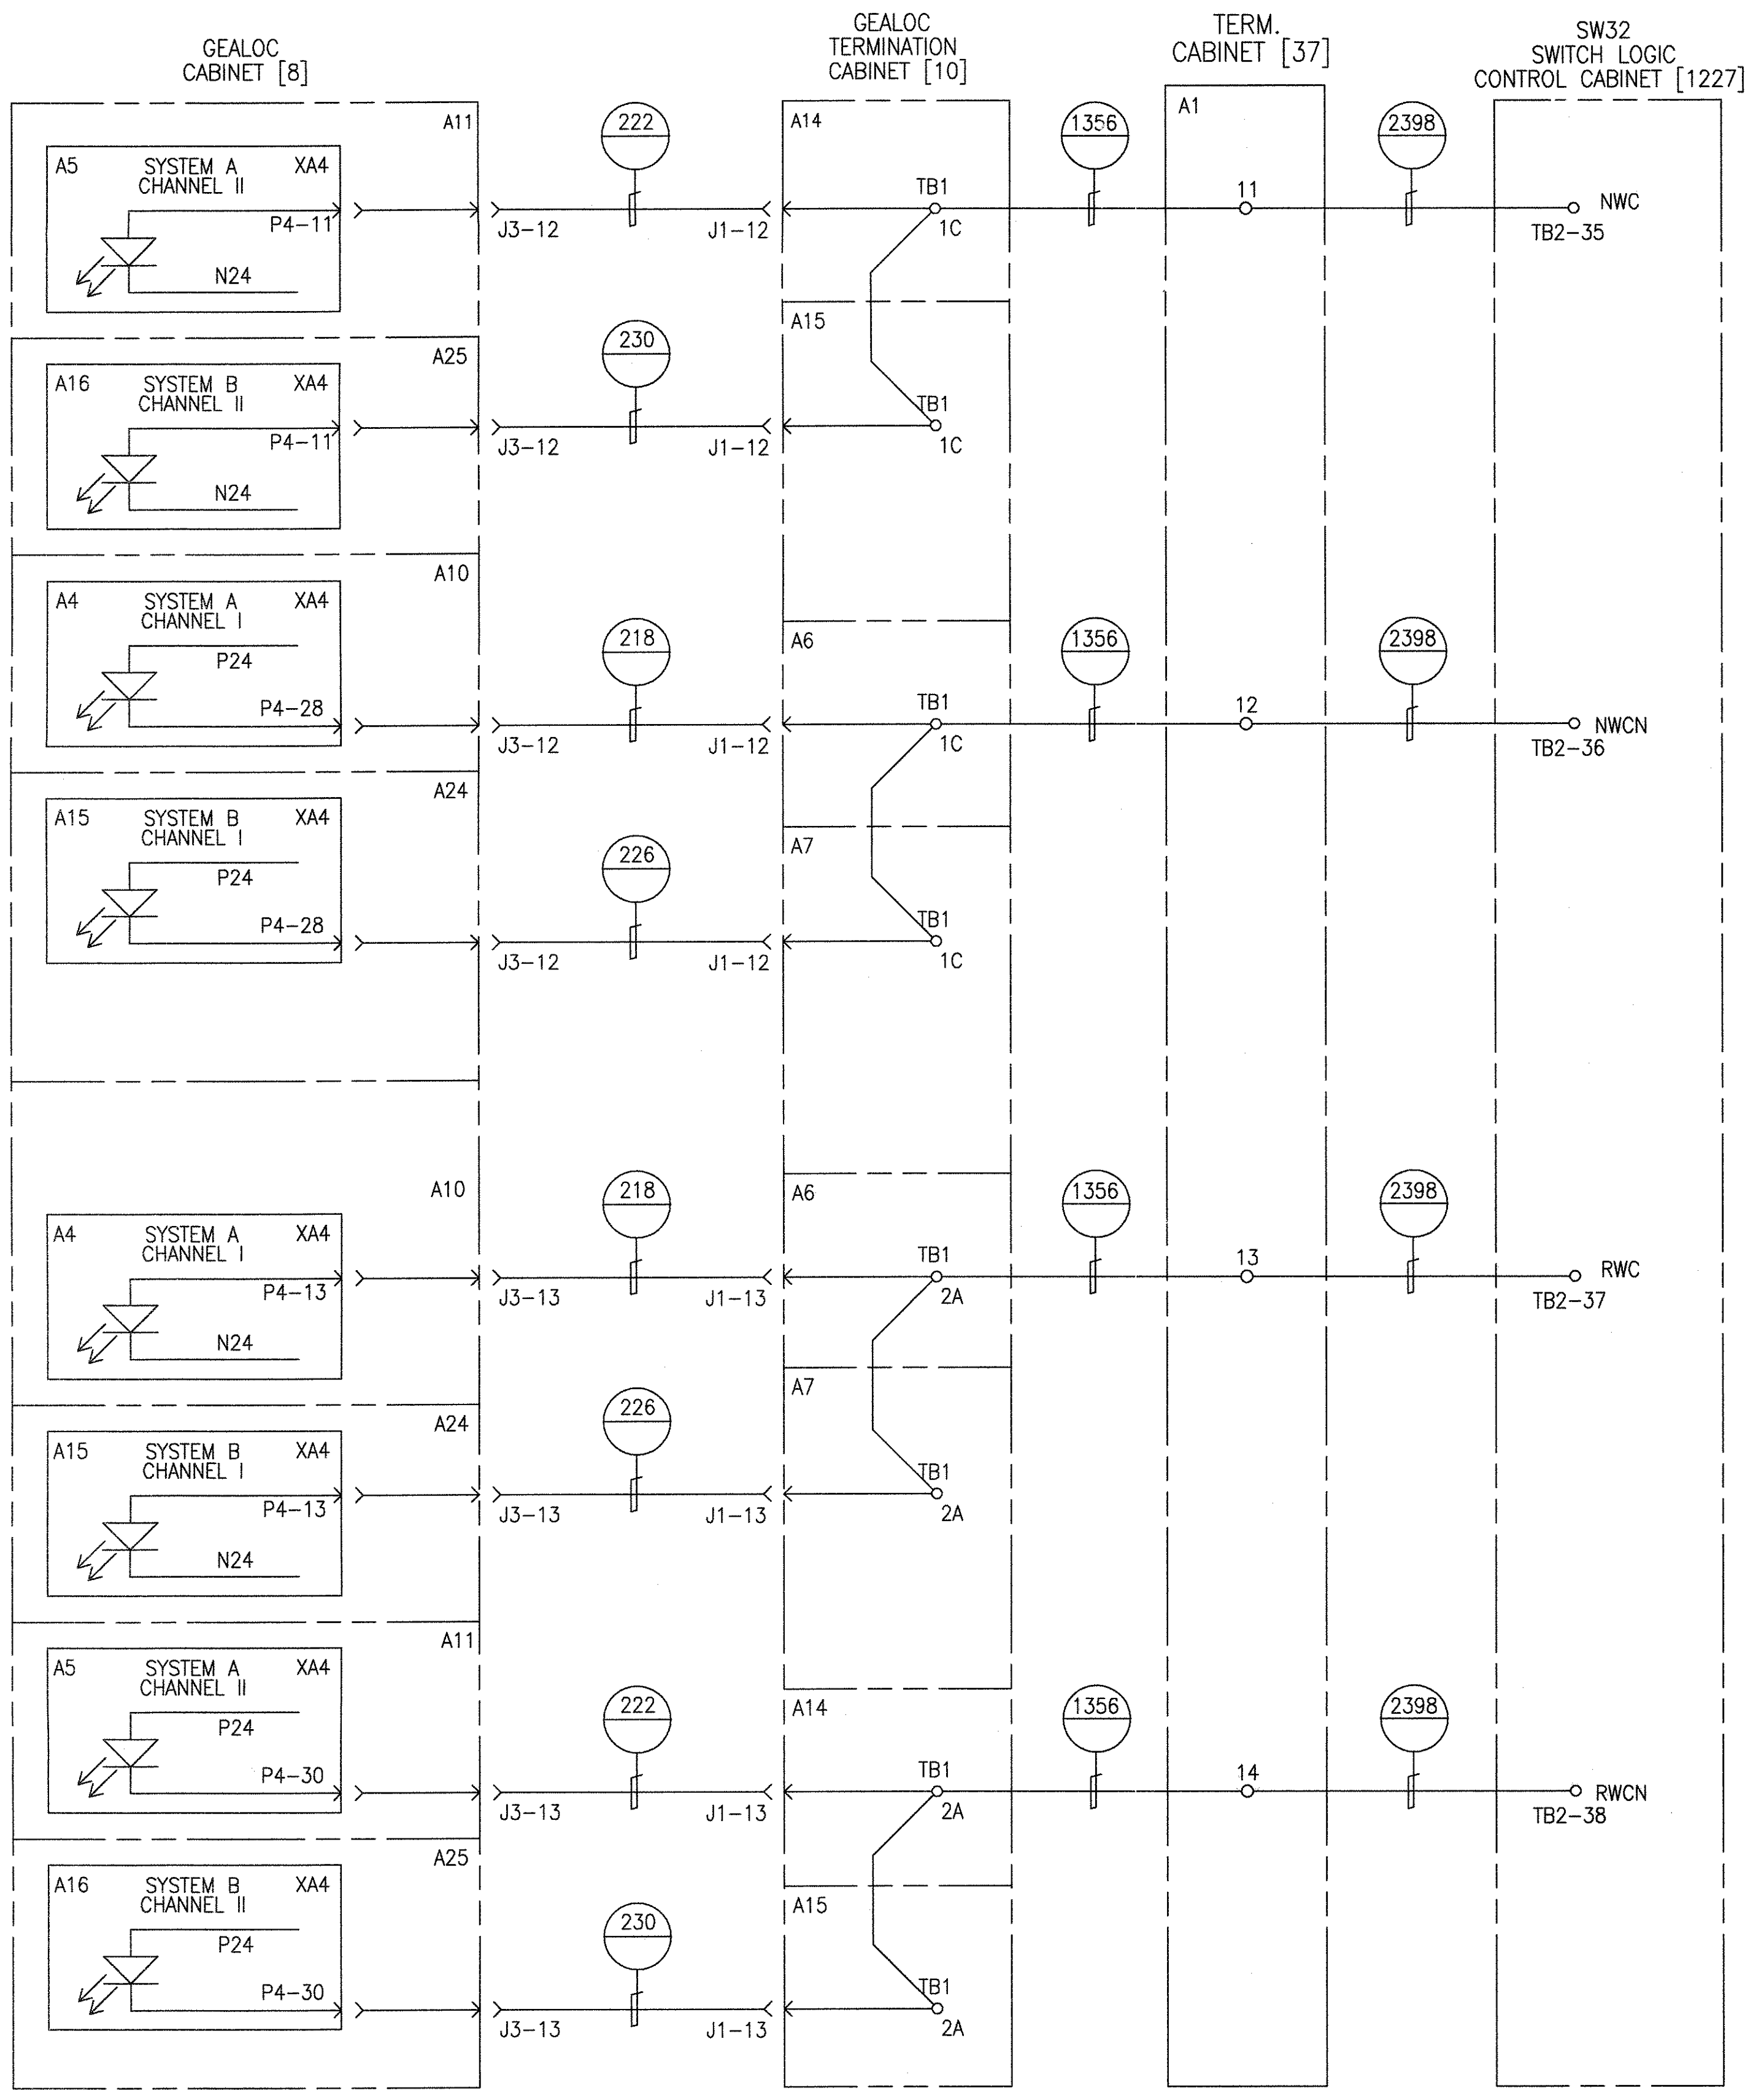 GEALOC
CABINET [8]
GEALOC
TERMINATION
CABINET [10]
TERM.
CABINET [37]
SW32
SWITCH LOGIC
CONTROL CABINET [1227]
A11
222
A14
1356
A1
2398
A5 SYSTEM A XA4
CHANNEL II
P4-11
N24
J3-12
J1-12
TB1
1C
11
NWC
TB2-35
A15
A25
230
A16 SYSTEM B XA4
CHANNEL II
P4-11
N24
J3-12
J1-12
TB1
1C
A10
218
A6
1356
2398
A4 SYSTEM A XA4
CHANNEL I
P24
P4-28
J3-12
J1-12
TB1
1C
12
NWCN
TB2-36
A24
226
A7
A15 SYSTEM B XA4
CHANNEL I
P24
P4-28
J3-12
J1-12
TB1
1C
A10
218
A6
1356
2398
A4 SYSTEM A XA4
CHANNEL I
P4-13
N24
J3-13
J1-13
TB1
2A
13
RWC
TB2-37
A7
A24
226
A15 SYSTEM B XA4
CHANNEL I
P4-13
N24
J3-13
J1-13
TB1
2A
A11
222
A14
1356
2398
A5 SYSTEM A XA4
CHANNEL II
P24
P4-30
J3-13
J1-13
TB1
2A
14
RWCN
TB2-38
A25
230
A15
A16 SYSTEM B XA4
CHANNEL II
P24
P4-30
J3-13
J1-13
TB1
2A